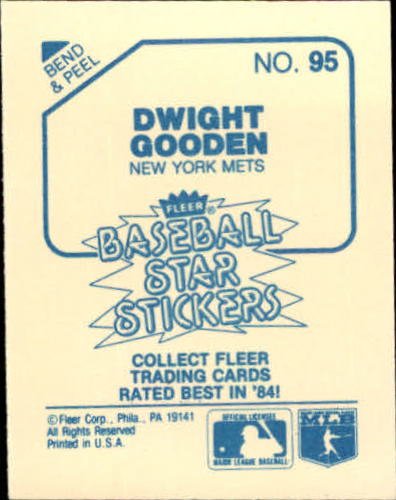 BEND
& PEEL
NO. 95
DWIGHT
GOODEN
NEW YORK METS
FLEER®
BASEBALL
STAR
STICKERS
COLLECT FLEER
TRADING CARDS
RATED BEST IN '84!
© Fleer Corp., Phila., PA 19141
All Rights Reserved
Printed in U.S.A.
OFFICIAL LICENSEE
MAJOR LEAGUE BASEBALL
MLB